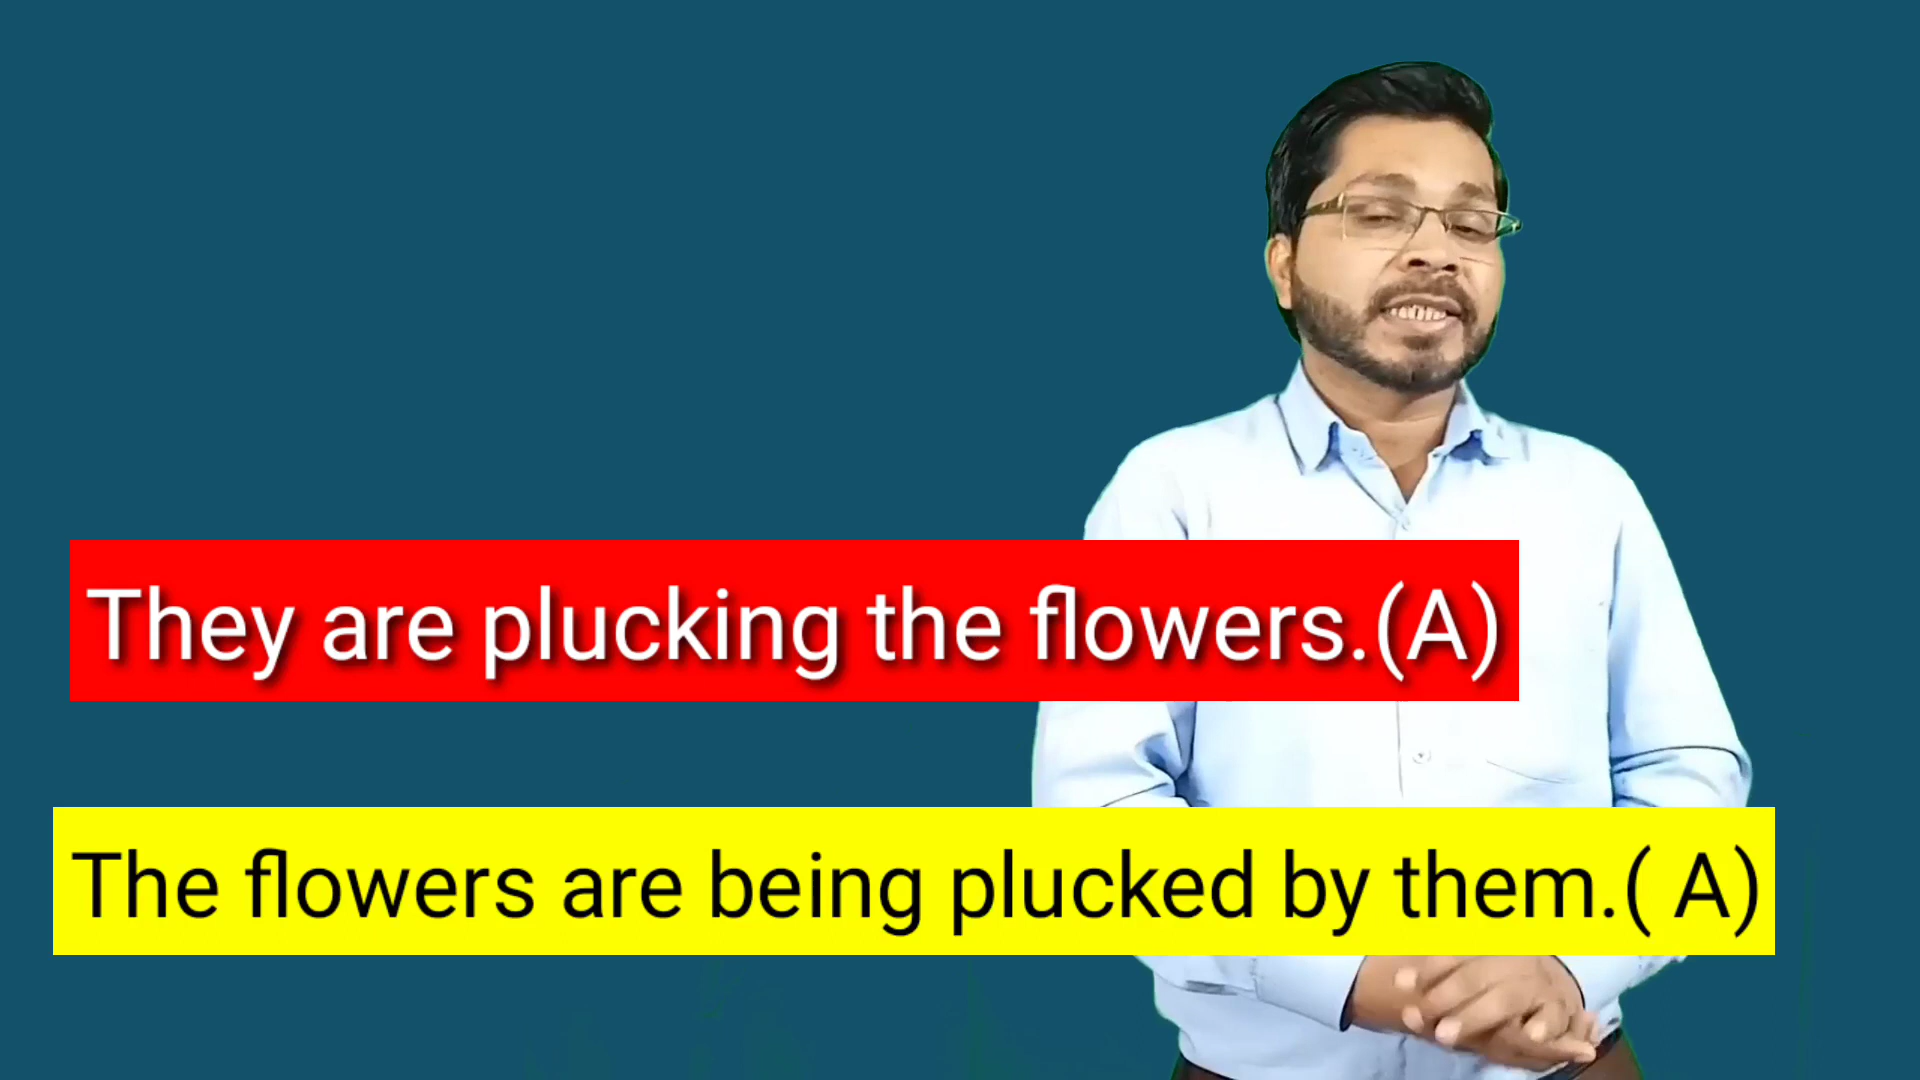 They are plucking the flowers.(A)
The flowers are being plucked by them.( A)